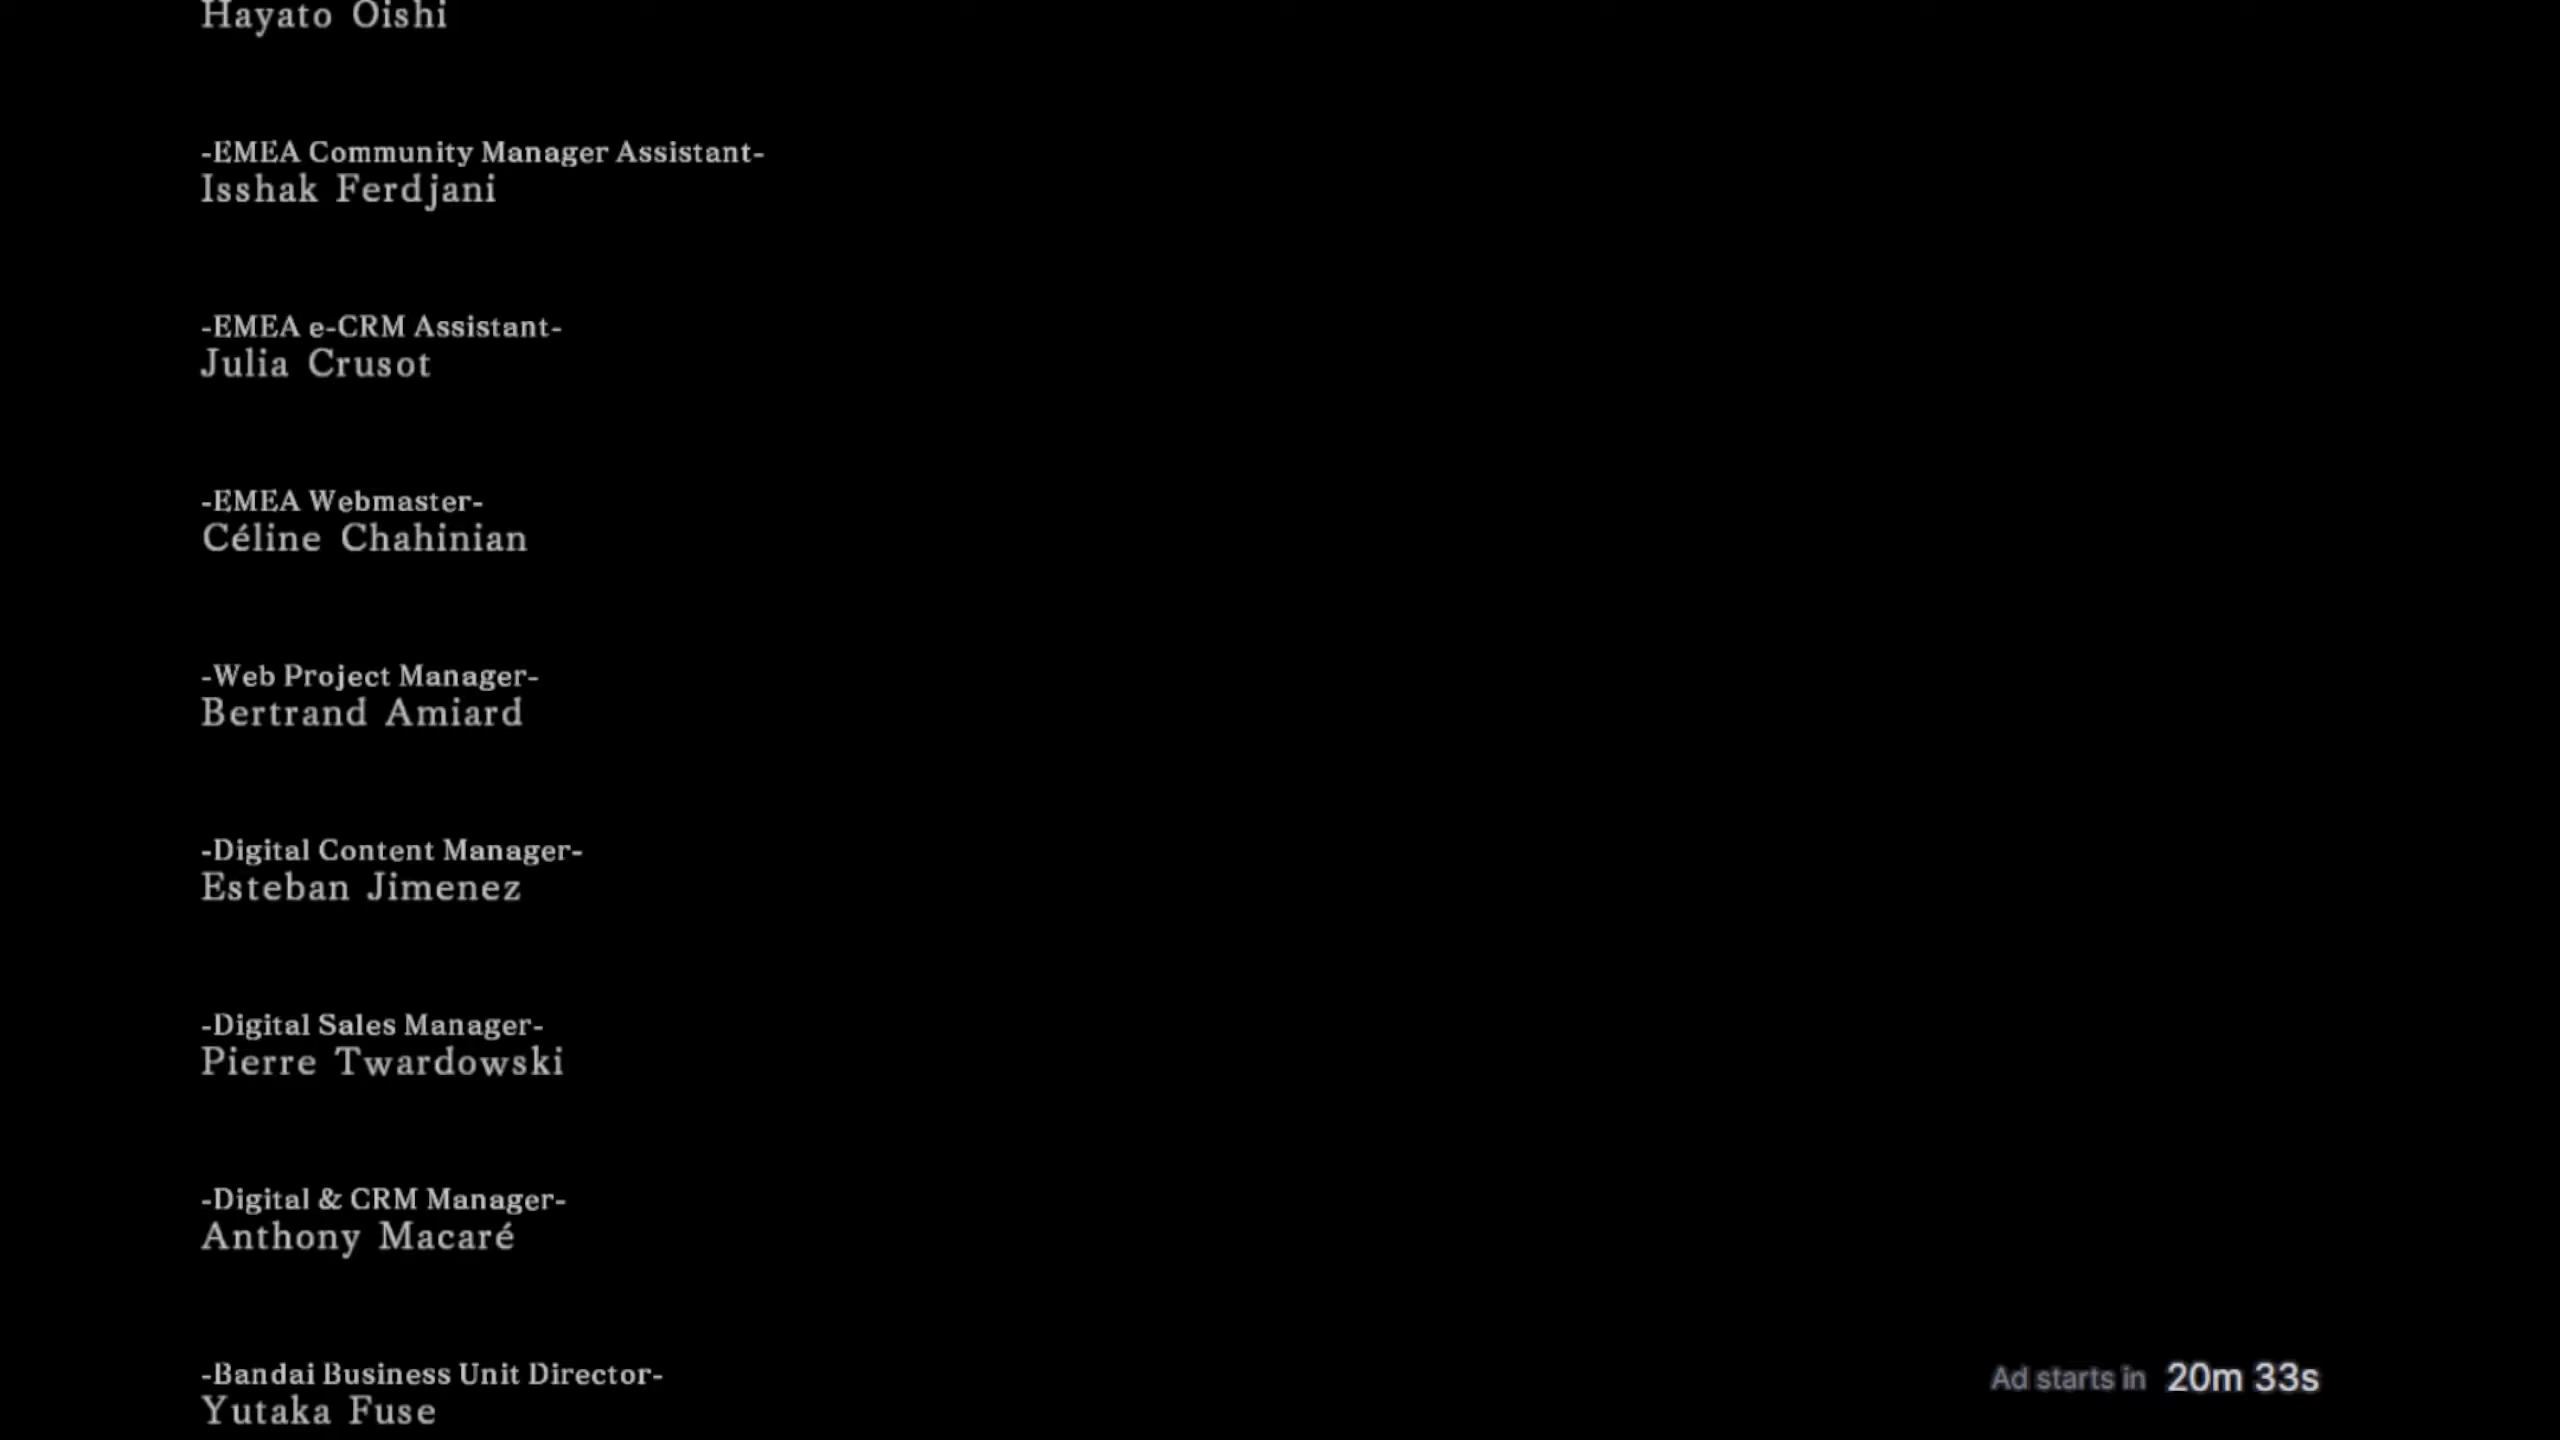 Hayato Oishi
-EMEA Community Manager Assistant-
Isshak Ferdjani
-EMEA e-CRM Assistant-
Julia Crusot
-EMEA Webmaster-
Céline Chahinian
-Web Project Manager-
Bertrand Amiard
-Digital Content Manager-
Esteban Jimenez
-Digital Sales Manager-
Pierre Twardowski
-Digital & CRM Manager-
Anthony Macaré
-Bandai Business Unit Director-
Yutaka Fuse
Ad starts in 20m 33s